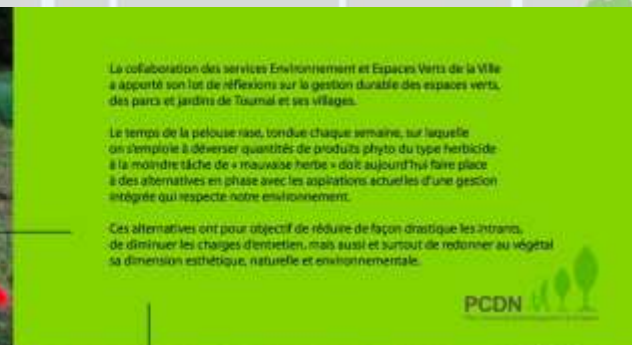 La collaboration des services Environnement et Espaces Verts de la Ville
a apporté son lot de réflexions sur la gestion durable des espaces verts,
des parcs et jardins de Tournai et ses villages.
Le temps de la pelouse rase, tondue chaque semaine, sur laquelle
on s'emploie à déverser quantités de produits phyto du type herbicide
à la moindre tâche de « mauvaise herbe » doit aujourd'hui faire place
à des alternatives en phase avec les aspirations actuelles d'une gestion
intégrée qui respecte notre environnement.
Ces alternatives ont pour objectif de réduire de façon drastique les intrants,
de diminuer les charges d'entretien, mais aussi et surtout de redonner au végétal
sa dimension esthétique, naturelle et environnementale.
PCDN